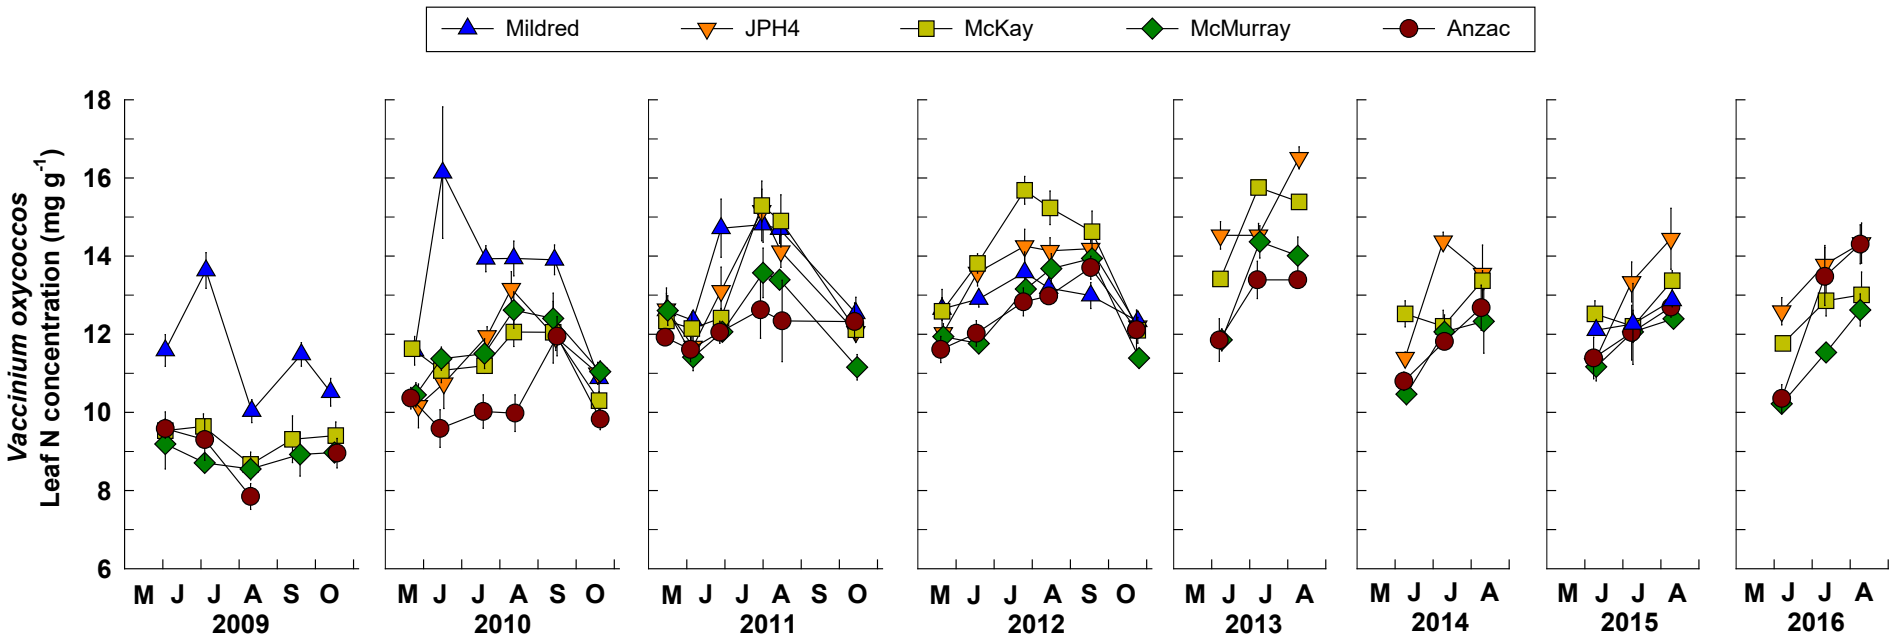 Mildred JPH4 McKay McMurray Anzac
Vaccinium oxycoccos
Leaf N concentration (mg g-1)
18
16
14
12
10
8
6
M J J A S O
2009
M J J A S O
2010
M J J A S O
2011
M J J A S O
2012
M J J A
2013
M J J A
2014
M J J A
2015
M J J A
2016